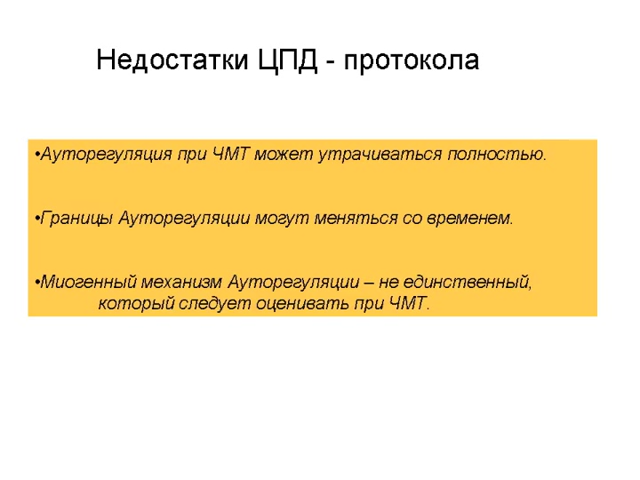 Недостатки ЦПД - протокола
•Ауторегуляция при ЧМТ может утрачиваться полностью.
•Границы Ауторегуляции могут меняться со временем.
•Миогенный механизм Ауторегуляции – не единственный,
который следует оценивать при ЧМТ.